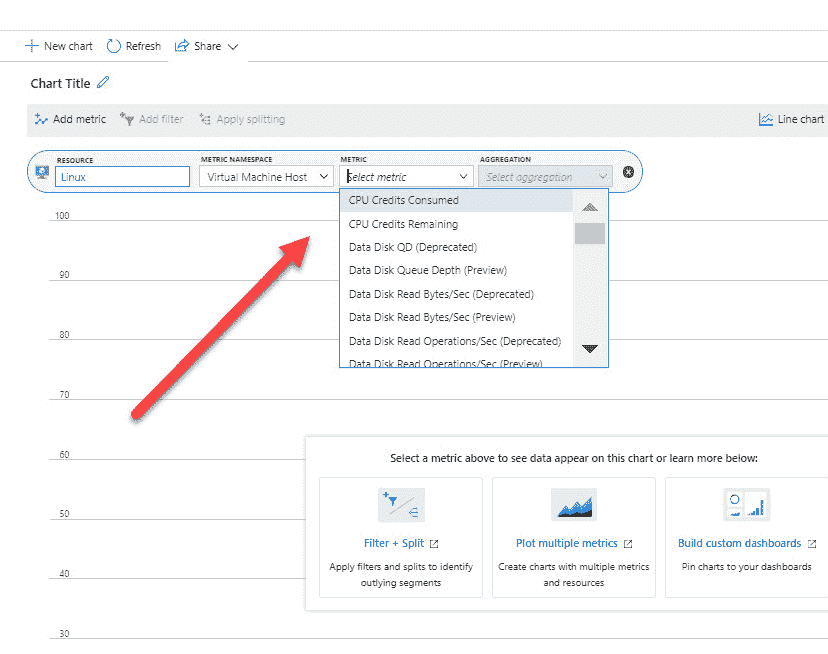 New chart Refresh Share
Chart Title
Add metric Add filter Apply splitting Line chart
RESOURCE METRIC NAMESPACE METRIC AGGREGATION
Linux Virtual Machine Host Select metric Select aggregation
CPU Credits Consumed
CPU Credits Remaining
Data Disk QD (Deprecated)
Data Disk Queue Depth (Preview)
Data Disk Read Bytes/Sec (Deprecated)
Data Disk Read Bytes/Sec (Preview)
Data Disk Read Operations/Sec (Deprecated)
Data Disk Read Operations/Sec (Preview)
100
90
80
70
60
50
40
30
Select a metric above to see data appear on this chart or learn more below:
Filter + Split
Apply filters and splits to identify
outlying segments
Plot multiple metrics
Create charts with multiple metrics
and resources
Build custom dashboards
Pin charts to your dashboards